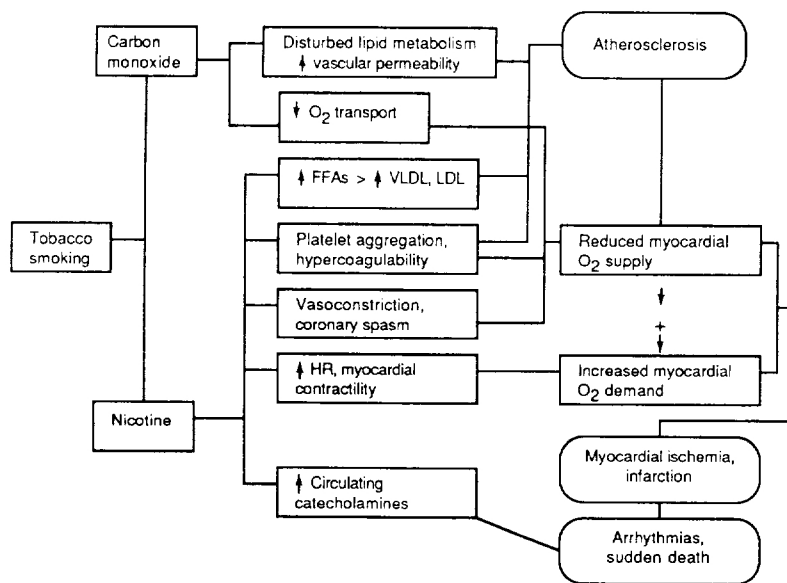 Carbon
monoxide
Disturbed lipid metabolism
↑ vascular permeability
Atherosclerosis
↓ O2 transport
↑ FFAs > ↑ VLDL, LDL
Tobacco
smoking
Platelet aggregation,
hypercoagulability
Reduced myocardial
O2 supply
↓
+
↓
Vasoconstriction,
coronary spasm
↑ HR, myocardial
contractility
Increased myocardial
O2 demand
Nicotine
Myocardial ischemia,
infarction
↑ Circulating
catecholamines
Arrhythmias,
sudden death